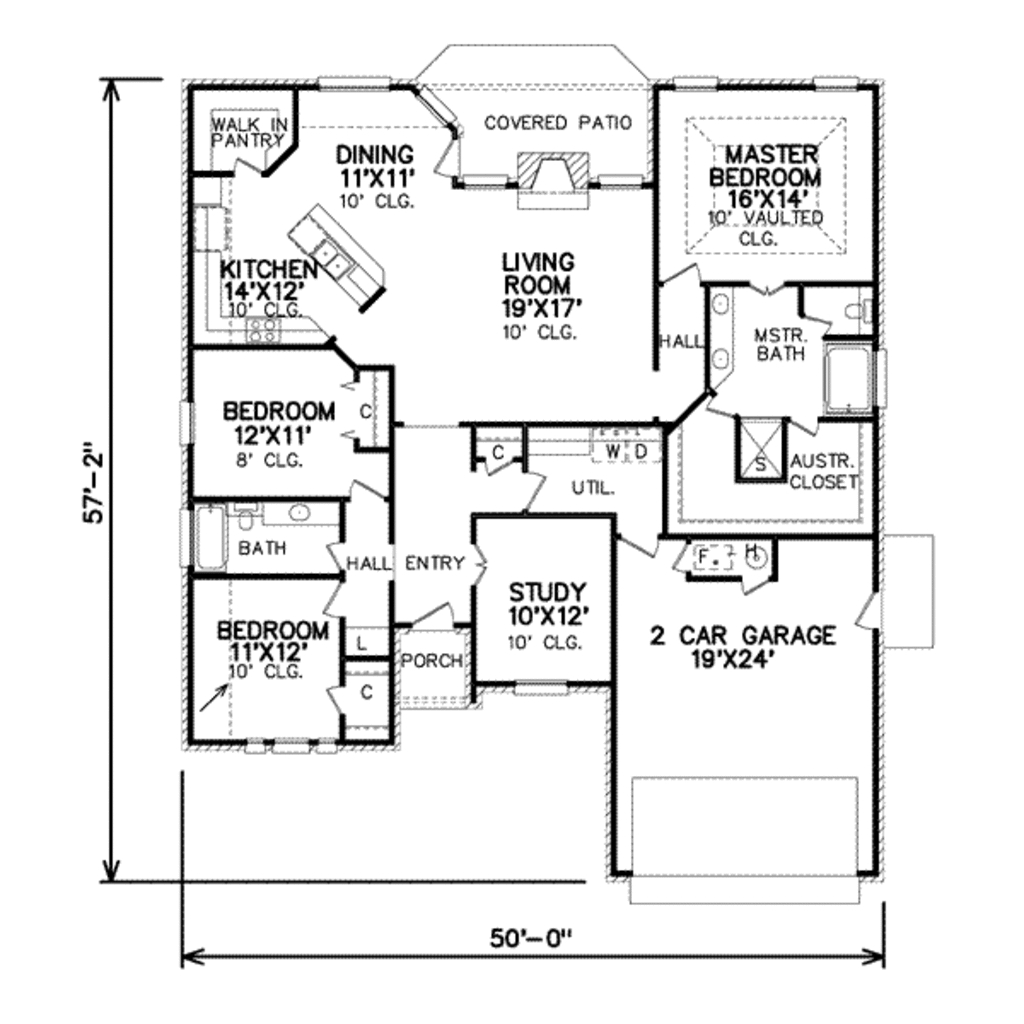 WALK IN
PANTRY
DINING
11'X11'
10' CLG.
COVERED PATIO
MASTER
BEDROOM
16'X14'
10' VAULTED
CLG.
KITCHEN
14'X12'
10' CLG.
LIVING
ROOM
19'X17'
10' CLG.
HALL
MSTR.
BATH
BEDROOM
12'X11'
8' CLG.
C
C
W D
UTIL.
S
AUSTR.
CLOSET
57'-2"
BATH
HALL
ENTRY
F
H
STUDY
10'X12'
10' CLG.
BEDROOM
11'X12'
10' CLG.
L
C
PORCH
2 CAR GARAGE
19'X24'
50'-0"